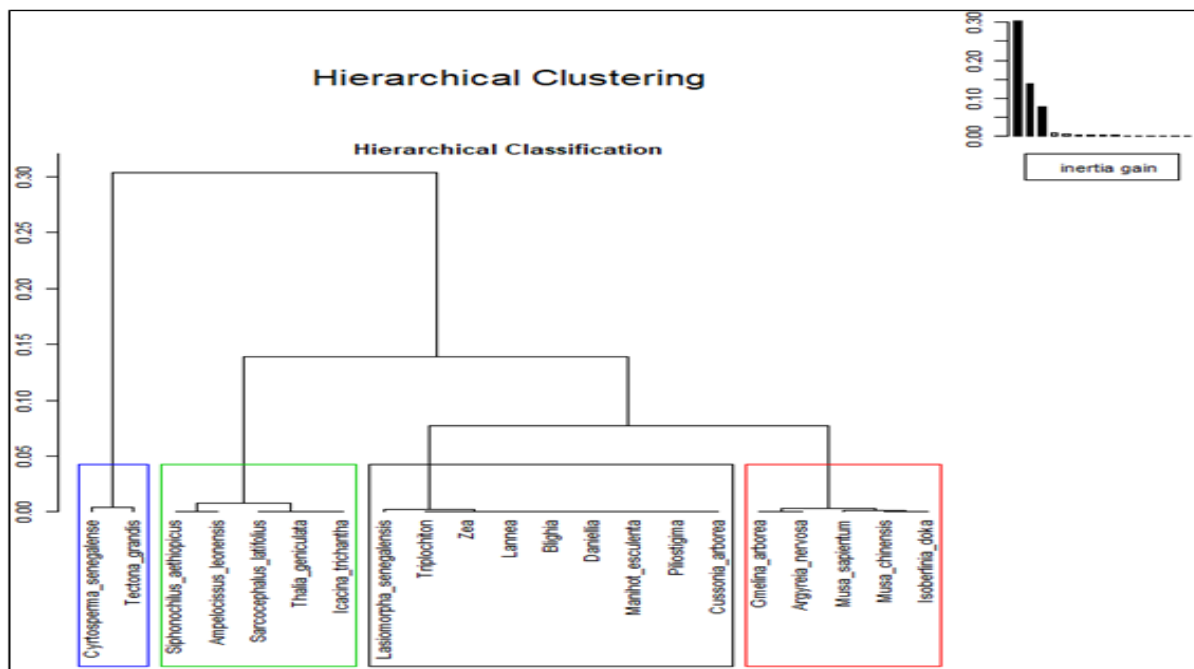 Hierarchical Clustering
Hierarchical Classification
0.30
0.20
0.10
0.00
inertia gain
0.30
0.25
0.20
0.15
0.10
0.05
0.00
Cyrtosperma_senegalense
Tectona_grandis
Siphonchilus_aethiopicus
Ampelocissus_leonensis
Sarcocephalus_latifolius
Thalia_geniculata
Icacina_trichantha
Lasiomorpha_senegalensis
Triplochiton
Zea
Lannea
Blighia
Daniellia
Manihot_esculenta
Piliostigima
Cussonia_arborea
Gmelina_arborea
Argyreia_nervosa
Musa_sapientum
Musa_chinensis
Isoberlinia_doka